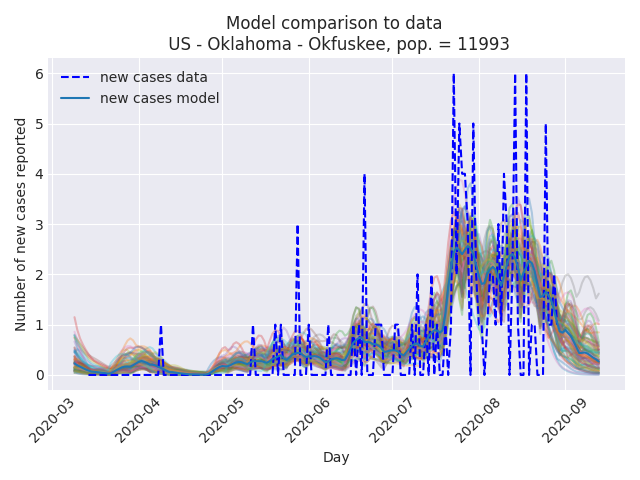 Model comparison to data
US - Oklahoma - Okfuskee, pop. = 11993
new cases data
new cases model
Number of new cases reported
6
5
4
3
2
1
0
2020-03
2020-04
2020-05
2020-06
2020-07
2020-08
2020-09
Day